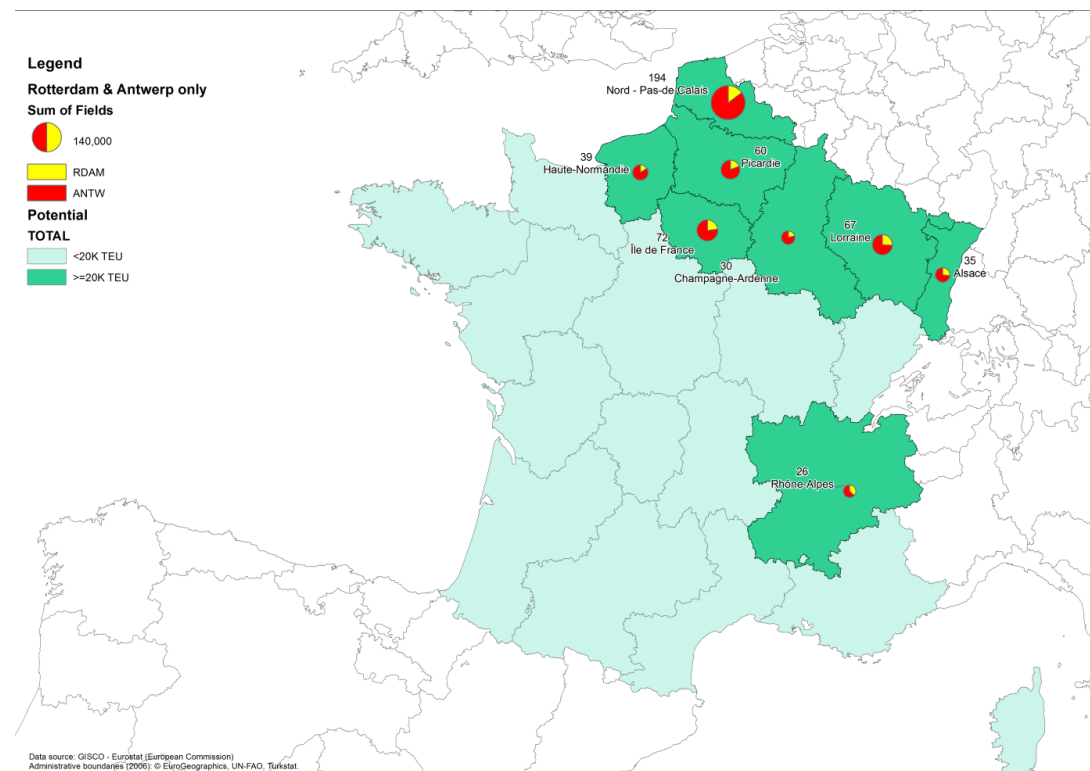 Legend
Rotterdam & Antwerp only
Sum of Fields
140,000
RDAM
ANTW
Potential
TOTAL
<20K TEU
>=20K TEU
194
Nord - Pas-de-Calais
39
Haute-Normandie
60
Picardie
72
Île de France
30
Champagne-Ardenne
67
Lorraine
35
Alsace
26
Rhône-Alpes
Data source: GISCO - Eurostat (European Commission)
Administrative boundaries (2006): © EuroGeographics, UN-FAO, Turkstat.